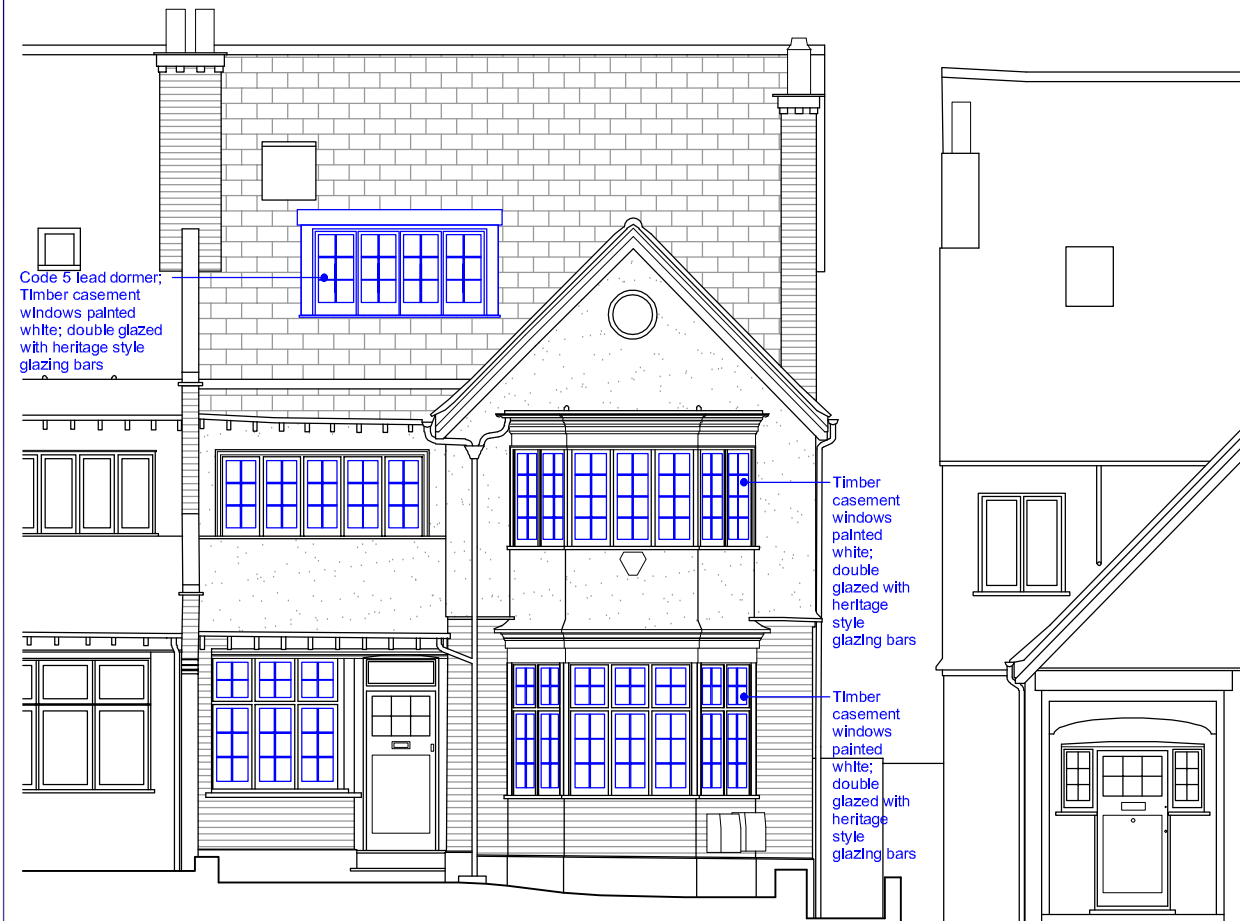 Code 5 lead dormer;
Timber casement
windows painted
white; double glazed
with heritage style
glazing bars
Timber
casement
windows
painted
white;
double
glazed with
heritage
style
glazing bars
Timber
casement
windows
painted
white;
double
glazed with
heritage
style
glazing bars